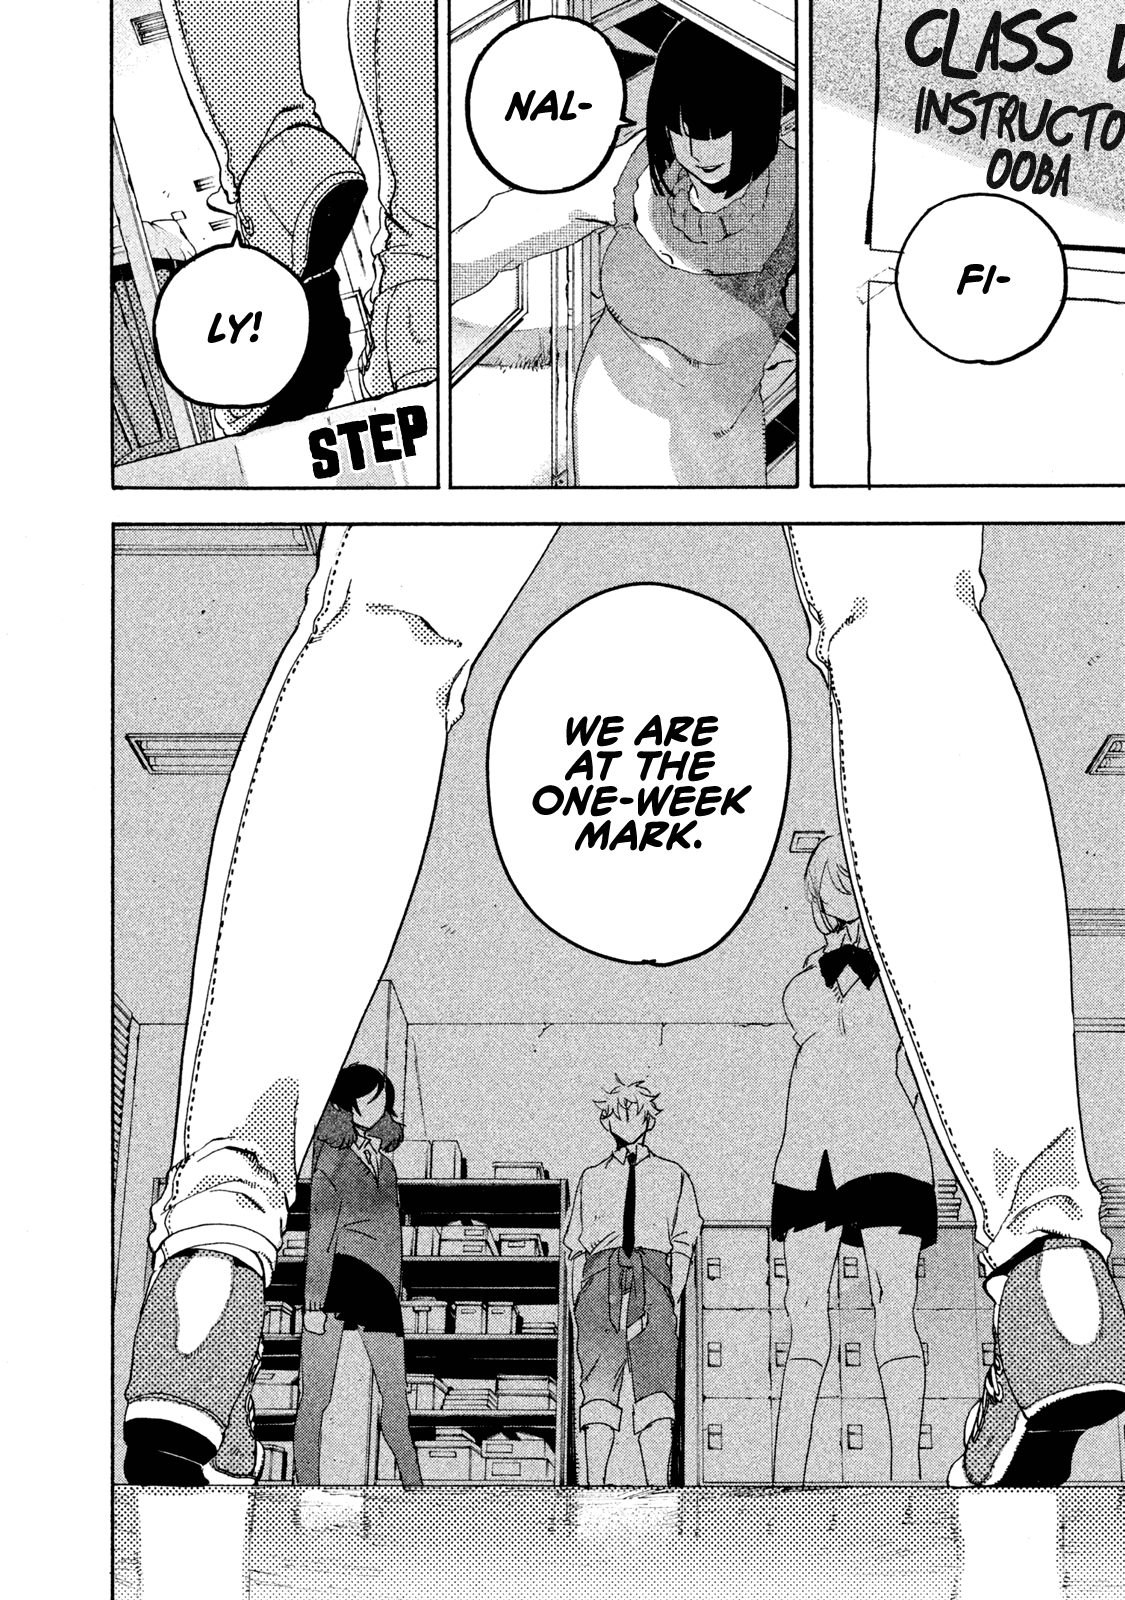 CLASS
INSTRUCTO
OOBA
FI-
NAL-
LY!
STEP
WE ARE
AT THE
ONE-WEEK
MARK.